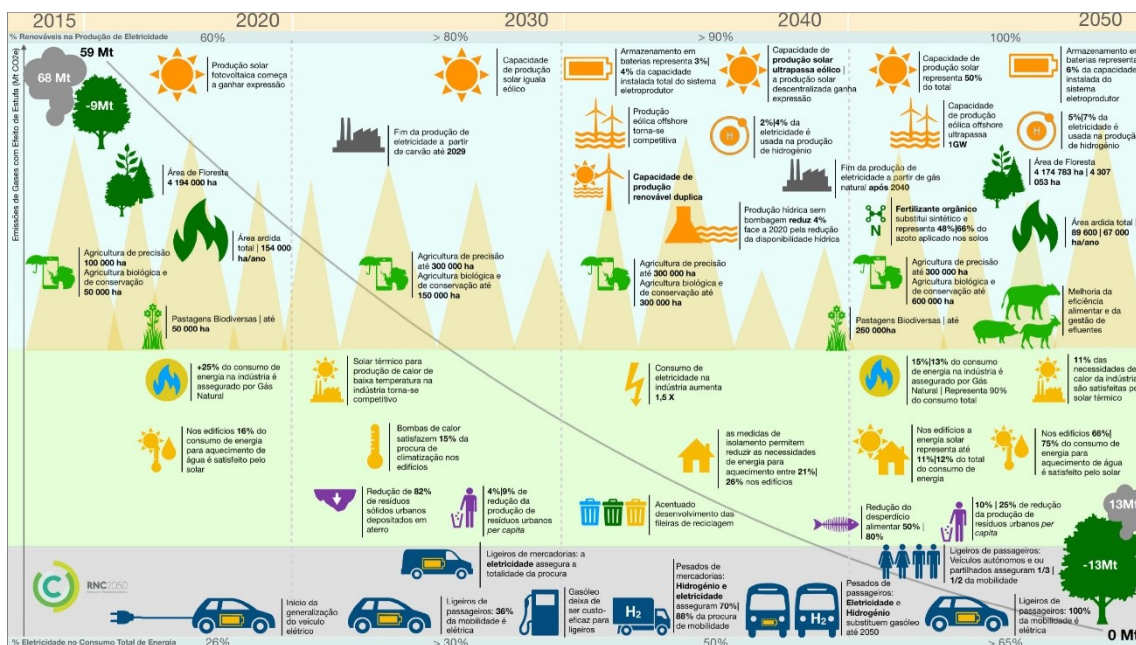 2015
2020
2030
2040
2050
% Renováveis na Produção de Eletricidade
60%
> 80%
> 90%
100%
Emissões de Gases com Efeito de Estufa (Mt CO2e)
59 Mt
68 Mt
-9Mt
Produção solar
fotovoltaica começa
a ganhar expressão
Capacidade
de produção
solar iguala
eólico
Armazenamento em
baterias representa 3%|
4% da capacidade
instalada total do sistema
eletroprodutor
Capacidade de
produção solar
ultrapassa eólico |
a produção solar
descentralizada ganha
expressão
Capacidade de
produção solar
representa 50%
do total
Armazenamento em
baterias representa
6% da capacidade
instalada do
sistema
eletroprodutor
Fim da produção de
eletricidade a partir
da carvão até 2029
Produção
eólica offshore
torna-se
competitiva
H
2%|4% da
eletricidade é
usada na produção
de hidrogénio
Capacidade
de produção
eólica offshore
ultrapassa
1GW
H
5%|7% da
eletricidade é
usada na produção
de hidrogénio
Área de Floresta
4 194 000 ha
Capacidade de
produção
renovável duplica
Fim da produção de
eletricidade a partir de gás
natural após 2040
Área de Floresta
4 174 783 ha | 4 307
053 ha
Área ardida
total | 154 000
ha/ano
Produção hídrica sem
bombagem reduz 4%
face a 2020 pela redução
da disponibilidade hídrica
N
Fertilizante orgânico
substitui sintético e
representa 48%|66% do
azoto aplicado nos solos
Área ardida total |
89 600 | 67 000
ha/ano
Agricultura de precisão
100 000 ha
Agricultura biológica e
de conservação
50 000 ha
Agricultura de precisão
até 300 000 ha
Agricultura biológica e
de conservação até
150 000 ha
Agricultura de precisão
até 300 000 ha
Agricultura biológica e
de conservação até
300 000 ha
Agricultura de precisão
até 300 000 ha
Agricultura biológica e
de conservação até
600 000 ha
Melhoria da
eficiência
alimentar e da
gestão de
efluentes
Pastagens Biodiversas | até
50 000 ha
Pastagens Biodiversas | até
250 000ha
+25% do consumo de
energia na indústria é
assegurado por Gás
Natural
Solar térmico para
produção de calor de
baixa temperatura na
indústria torna-se
competitivo
Consumo de
eletricidade na
indústria aumenta
1,5 X
15%|13% do consumo
de energia na indústria é
assegurado por Gás
Natural | Representa 90%
do consumo total
11% das
necessidades de
calor da indústria
são satisfeitas por
solar térmico
Nos edifícios 16% do
consumo de energia
para aquecimento de
água é satisfeito pelo
solar
Bombas de calor
satisfazem 15% da
procura de
climatização nos
edifícios
as medidas de
isolamento permitem
reduzir as necessidades
de energia para
aquecimento entre 21%|
26% nos edifícios
Nos edifícios a
energia solar
representa até
11%|12% do total
do consumo de
energia
Nos edifícios 66%|
75% do consumo de
energia para
aquecimento de água
é satisfeito pelo solar
Redução de 82%
de resíduos
sólidos urbanos
depositados em
aterro
4%|9% de
redução da
produção de
resíduos urbanos
per capita
Acentuado
desenvolvimento das
fileiras de reciclagem
Redução do
desperdício
alimentar 50% |
80%
10% | 25% de redução
da produção de
resíduos urbanos per
capita
13Mt
-13Mt
0 Mt
RNC2050
Ligeiros de mercadorias: a
eletricidade assegura a
totalidade da procura
Pesados de
mercadorias:
Hidrogénio e
eletricidade
asseguram 70%|
88% da procura
de mobilidade
Ligeiros de passageiros:
Veículos autónomos e ou
partilhados asseguram 1/3 |
1/2 da mobilidade
Inicio da
generalização
do veículo
elétrico
Ligeiros de
passageiros: 36%
da mobilidade é
elétrica
Gasóleo
deixa de
ser custo-
eficaz para
ligeiros
H2
H2
Pesados de
passageiros:
Eletricidade e
Hidrogénio
substituem gasóleo
até 2050
Ligeiros de
passageiros: 100%
da mobilidade é
elétrica
% Eletricidade no Consumo Total de Energia
26%
> 30%
50%
> 65%